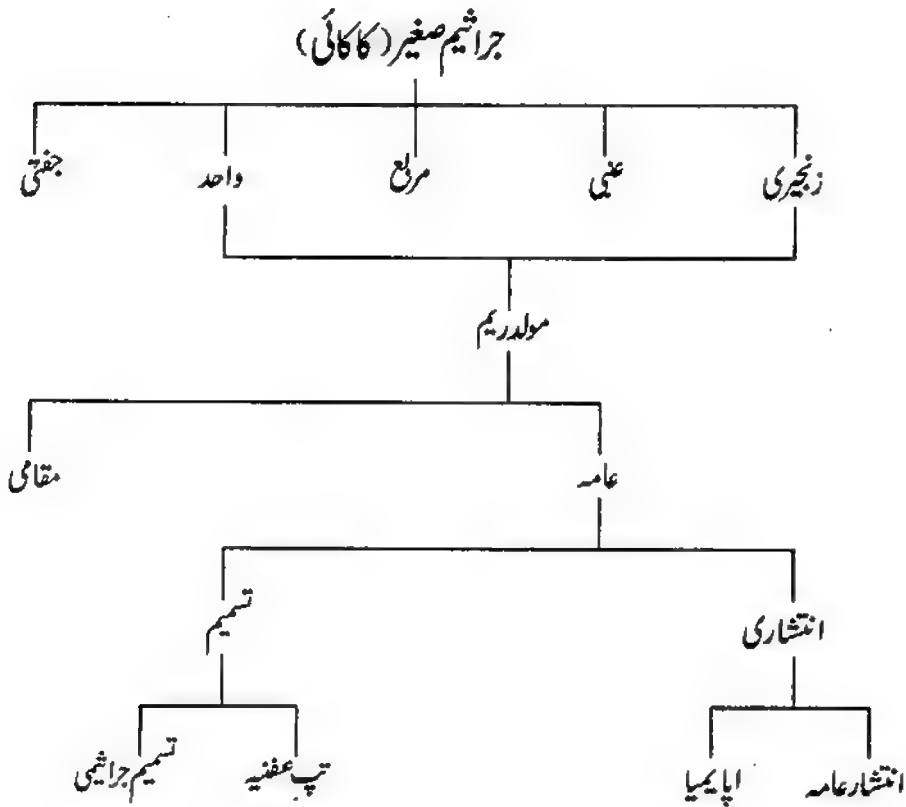 جراثیم صغیر (کاکائی)
زنجیری عنبی مربع واحد جفتی
مولد ریم
عامہ مقامی
انتشاری تسمیم
انتشار عامہ اپایمیا تپ عفنیہ تسمیم جراثیمی